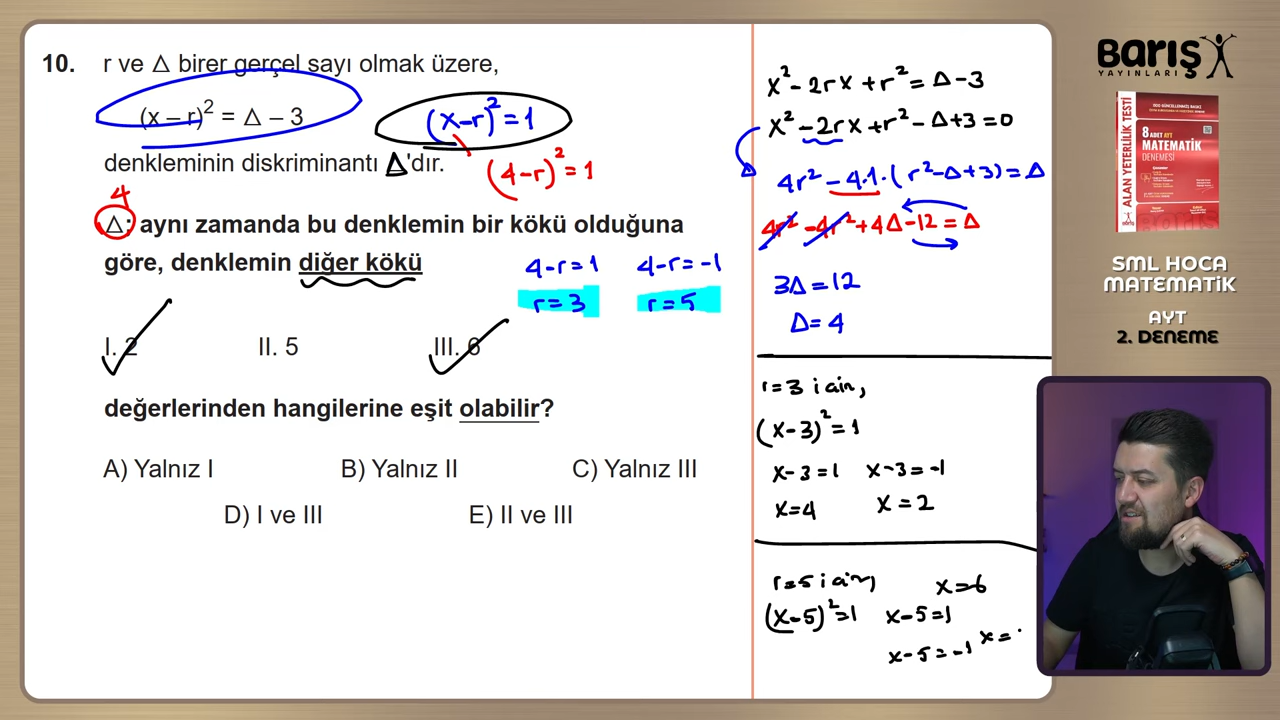 10. r ve △ birer gerçel sayı olmak üzere,
(x – r)² = △ – 3
(x-r)² = 1
denkleminin diskriminantı △'dır.
(4-r)² = 1
4
△; aynı zamanda bu denklemin bir kökü olduğuna
göre, denklemin diğer kökü
4-r=1 4-r=-1
r=3 r=5
I. 2 II. 5 III. 6
değerlerinden hangilerine eşit olabilir?
A) Yalnız I B) Yalnız II C) Yalnız III
D) I ve III E) II ve III
x² - 2rx + r² = △ - 3
x² - 2rx + r² - △ + 3 = 0
△
4r² - 4.1.(r² - △ + 3) = △
4r² - 4r² + 4△ - 12 = △
3△ = 12
△ = 4
r=3 için,
(x-3)² = 1
x-3=1 x-3=-1
x=4 x=2
r=5 için, x=6
(x-5)²=1 x-5=1
x-5=-1 x=
BARIŞ
YAYINLARI
ALAN YETERLİLİK TESTİ
8 ADET AYT
MATEMATİK
DENEMESİ
SML HOCA
MATEMATİK
AYT
2. DENEME